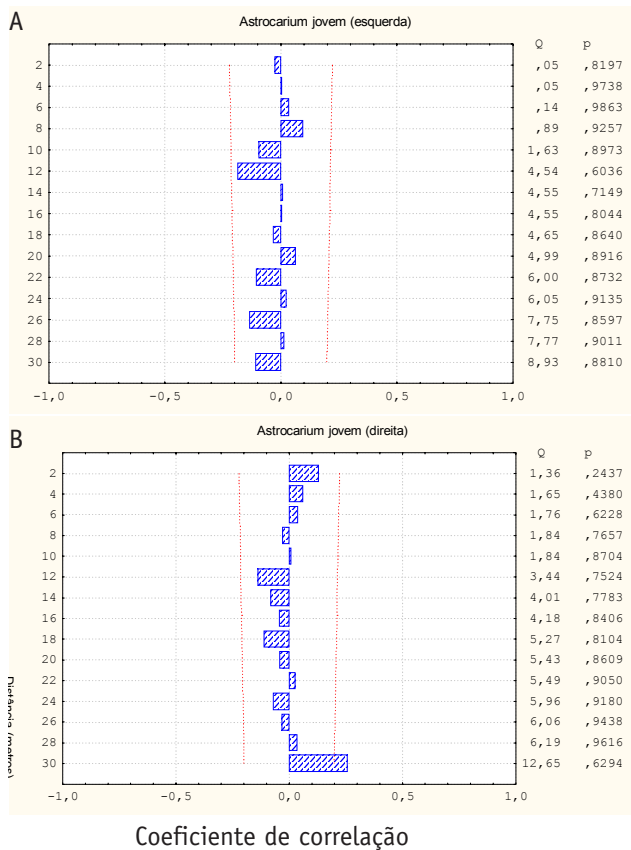 A
Astrocarium jovem (esquerda)
Q p
2 ,05 ,8197
4 ,05 ,9738
6 ,14 ,9863
8 ,89 ,9257
10 1,63 ,8973
12 4,54 ,6036
14 4,55 ,7149
16 4,55 ,8044
18 4,65 ,8640
20 4,99 ,8916
22 6,00 ,8732
24 6,05 ,9135
26 7,75 ,8597
28 7,77 ,9011
30 8,93 ,8810
-1,0 -0,5 0,0 0,5 1,0
B
Astrocarium jovem (direita)
Q p
2 1,36 ,2437
4 1,65 ,4380
6 1,76 ,6228
8 1,84 ,7657
10 1,84 ,8704
12 3,44 ,7524
14 4,01 ,7783
16 4,18 ,8406
18 5,27 ,8104
20 5,43 ,8609
22 5,49 ,9050
24 5,96 ,9180
26 6,06 ,9438
28 6,19 ,9616
30 12,65 ,6294
-1,0 -0,5 0,0 0,5 1,0
Distância (metros)
Coeficiente de correlação